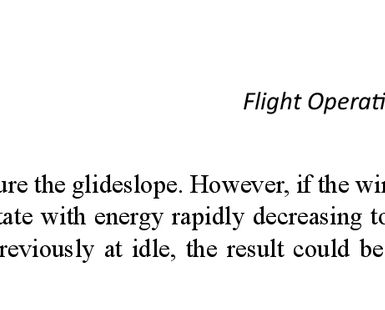 Flight Operati
ure the glideslope. However, if the wi
tate with energy rapidly decreasing to
reviously at idle, the result could be